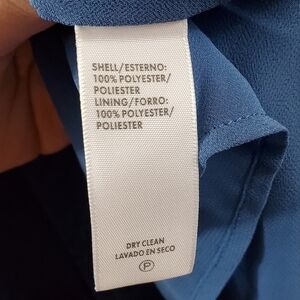 SHELL/ESTERNO:
100% POLYESTER/
POLIESTER
LINING/FORRO:
100% POLYESTER/
POLIESTER
DRY CLEAN
LAVADO EN SECO
P